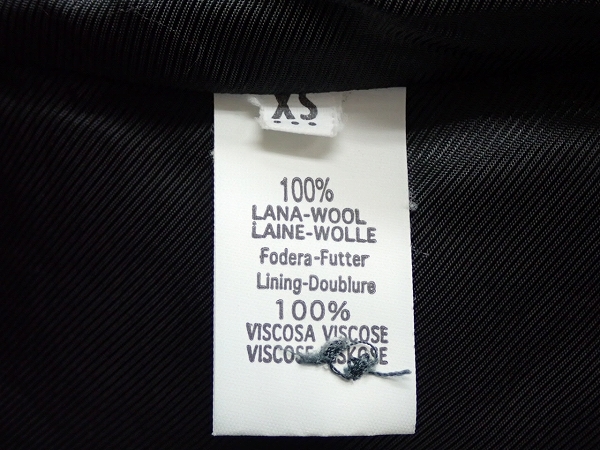 XS
100%
LANA-WOOL
LAINE-WOLLE
Fodera-Futter
Lining-Doublure
100%
VISCOSA VISCOSE
VISCOSE